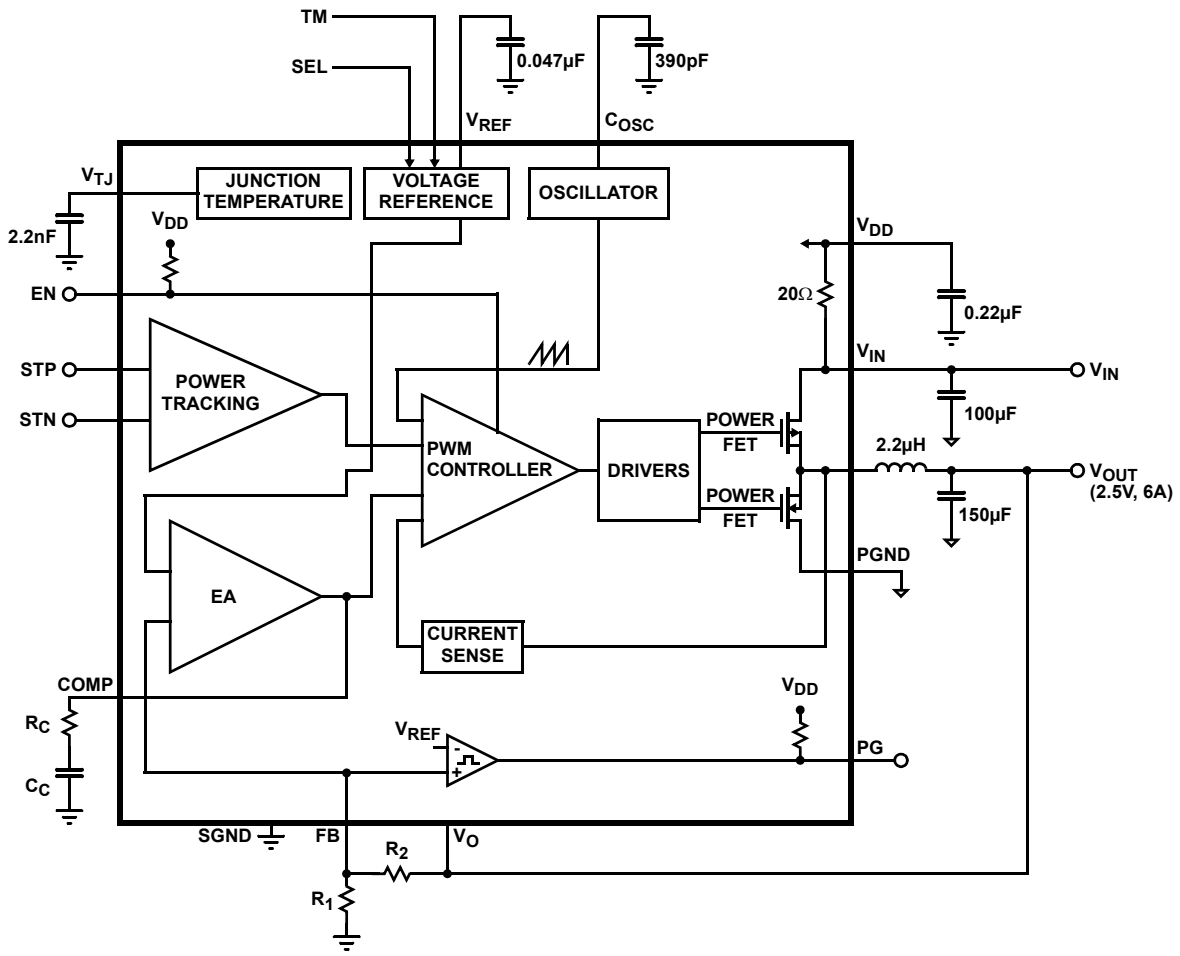 TM
0.047µF
390pF
SEL
VREF
COSC
VTJ
JUNCTION
TEMPERATURE
VOLTAGE
REFERENCE
OSCILLATOR
2.2nF
VDD
VDD
EN
20Ω
0.22µF
VIN
STP
POWER
TRACKING
VIN
STN
100µF
POWER
FET
PWM
CONTROLLER
DRIVERS
2.2µH
VOUT
(2.5V, 6A)
POWER
FET
150µF
PGND
EA
CURRENT
SENSE
COMP
VDD
RC
VREF
-
+
PG
CC
SGND
FB
VO
R2
R1